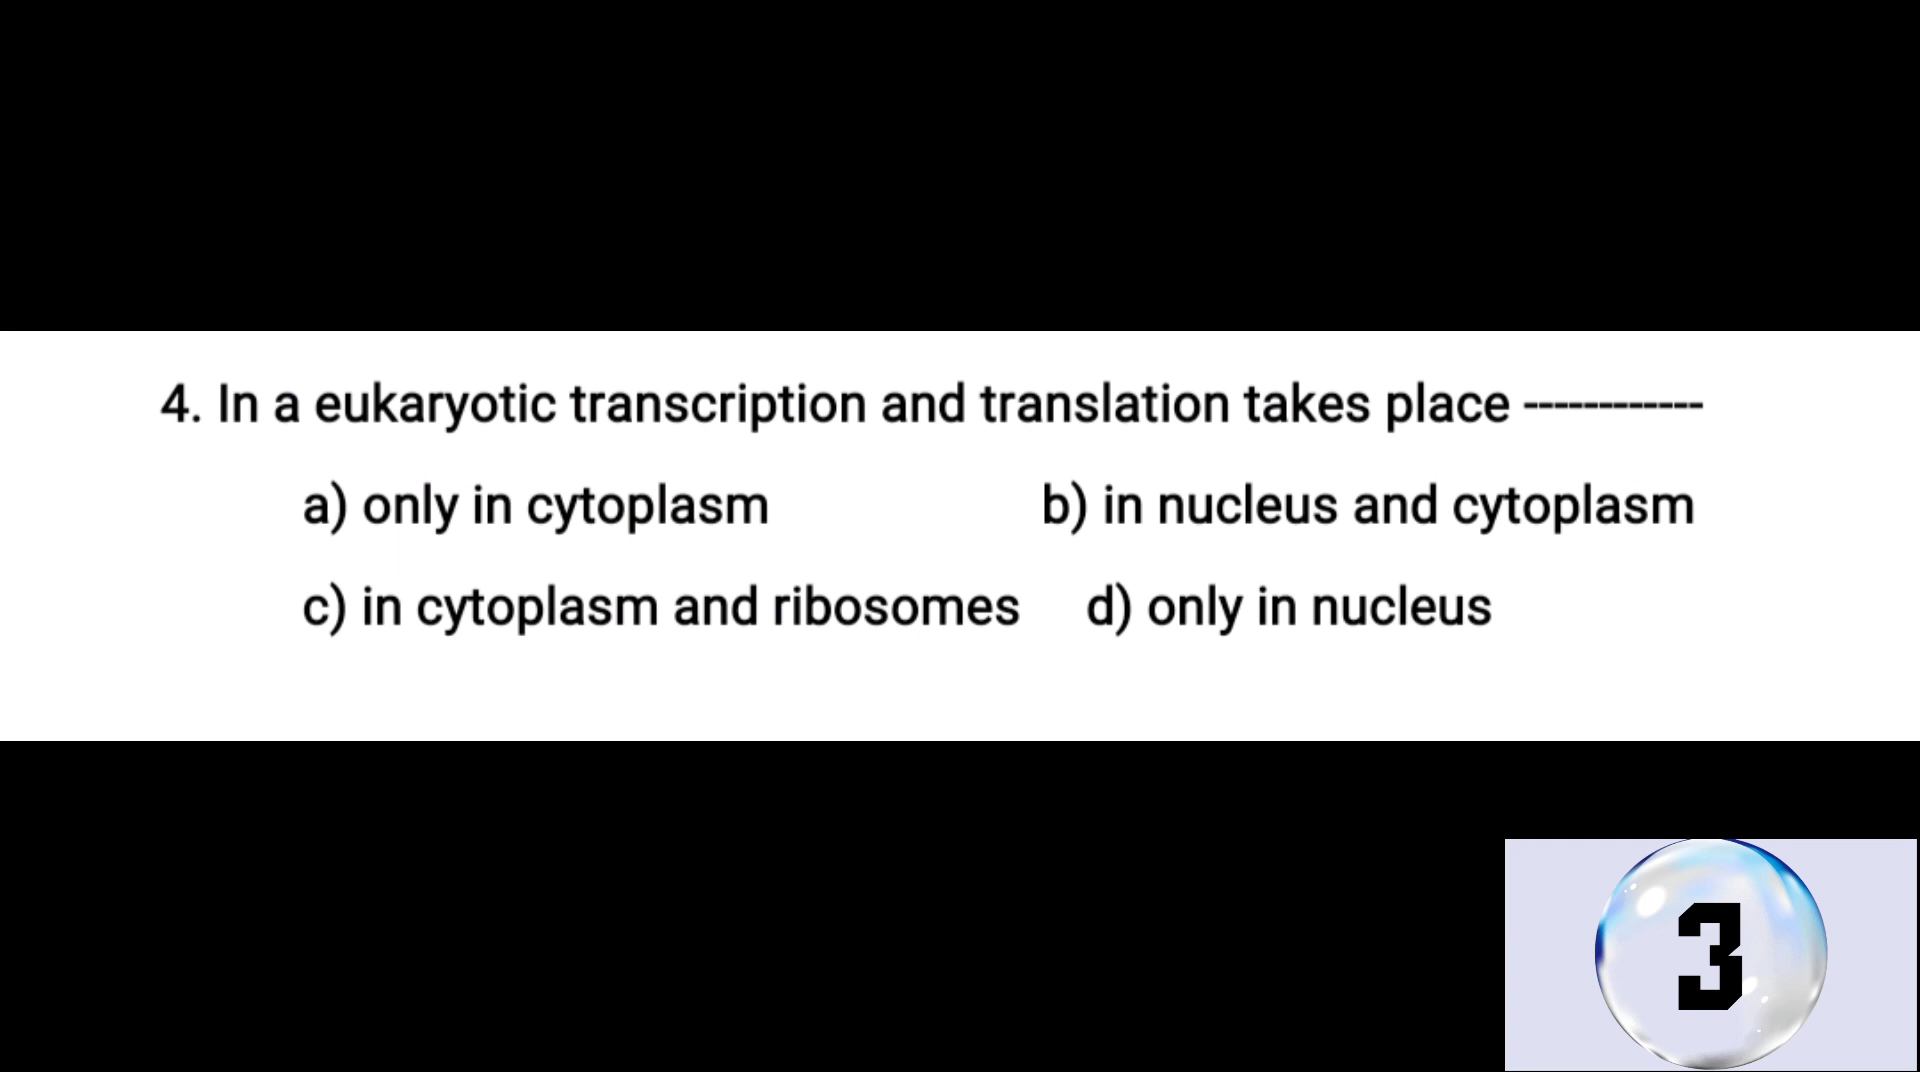 4. In a eukaryotic transcription and translation takes place ------------
a) only in cytoplasm b) in nucleus and cytoplasm
c) in cytoplasm and ribosomes d) only in nucleus
3